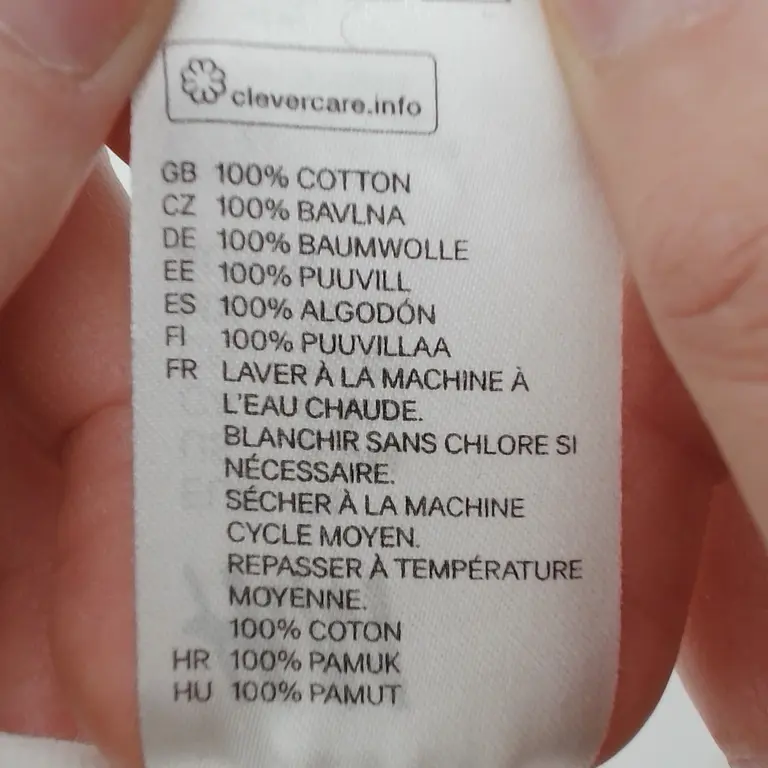 clevercare.info
GB 100% COTTON
CZ 100% BAVLNA
DE 100% BAUMWOLLE
EE 100% PUUVILL
ES 100% ALGODÓN
FI 100% PUUVILLAA
FR LAVER À LA MACHINE À
L'EAU CHAUDE.
BLANCHIR SANS CHLORE SI
NÉCESSAIRE.
SÉCHER À LA MACHINE
CYCLE MOYEN.
REPASSER À TEMPÉRATURE
MOYENNE.
100% COTON
HR 100% PAMUK
HU 100% PAMUT